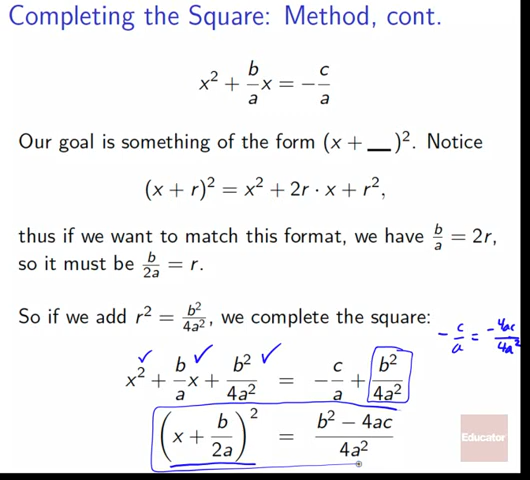 Completing the Square: Method, cont.
x² + b/a x = −c/a
Our goal is something of the form (x + __ )². Notice
(x + r)² = x² + 2r · x + r²,
thus if we want to match this format, we have b/a = 2r,
so it must be b/2a = r.
So if we add r² = b²/4a², we complete the square:
−c/a = −4ac/4a²
x² + b/a x + b²/4a² = −c/a + b²/4a²
(x + b/2a)² = b² − 4ac/4a²
Educator